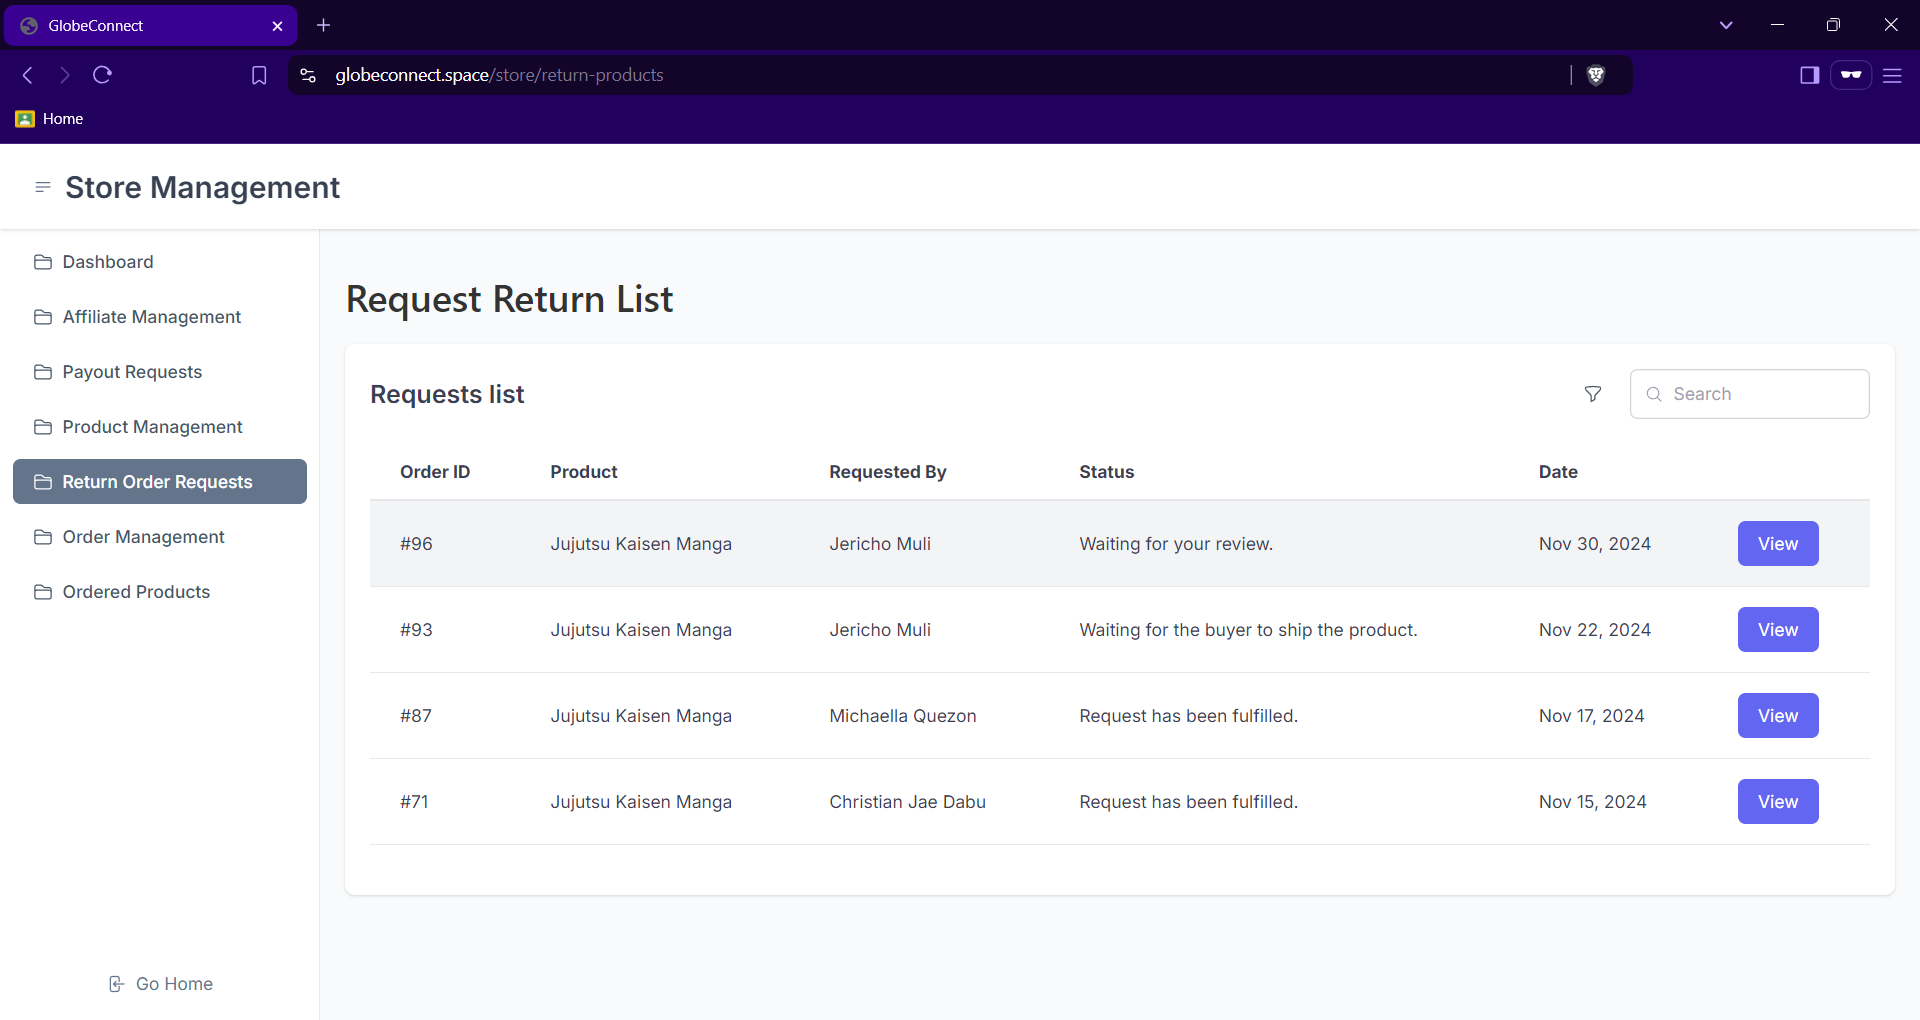 GlobeConnect
globeconnect.space/store/return-products
Home
Store Management
Dashboard
Affiliate Management
Payout Requests
Product Management
Return Order Requests
Order Management
Ordered Products
Go Home
Request Return List
Requests list
Search
Order ID Product Requested By Status Date
#96 Jujutsu Kaisen Manga Jericho Muli Waiting for your review. Nov 30, 2024 View
#93 Jujutsu Kaisen Manga Jericho Muli Waiting for the buyer to ship the product. Nov 22, 2024 View
#87 Jujutsu Kaisen Manga Michaella Quezon Request has been fulfilled. Nov 17, 2024 View
#71 Jujutsu Kaisen Manga Christian Jae Dabu Request has been fulfilled. Nov 15, 2024 View